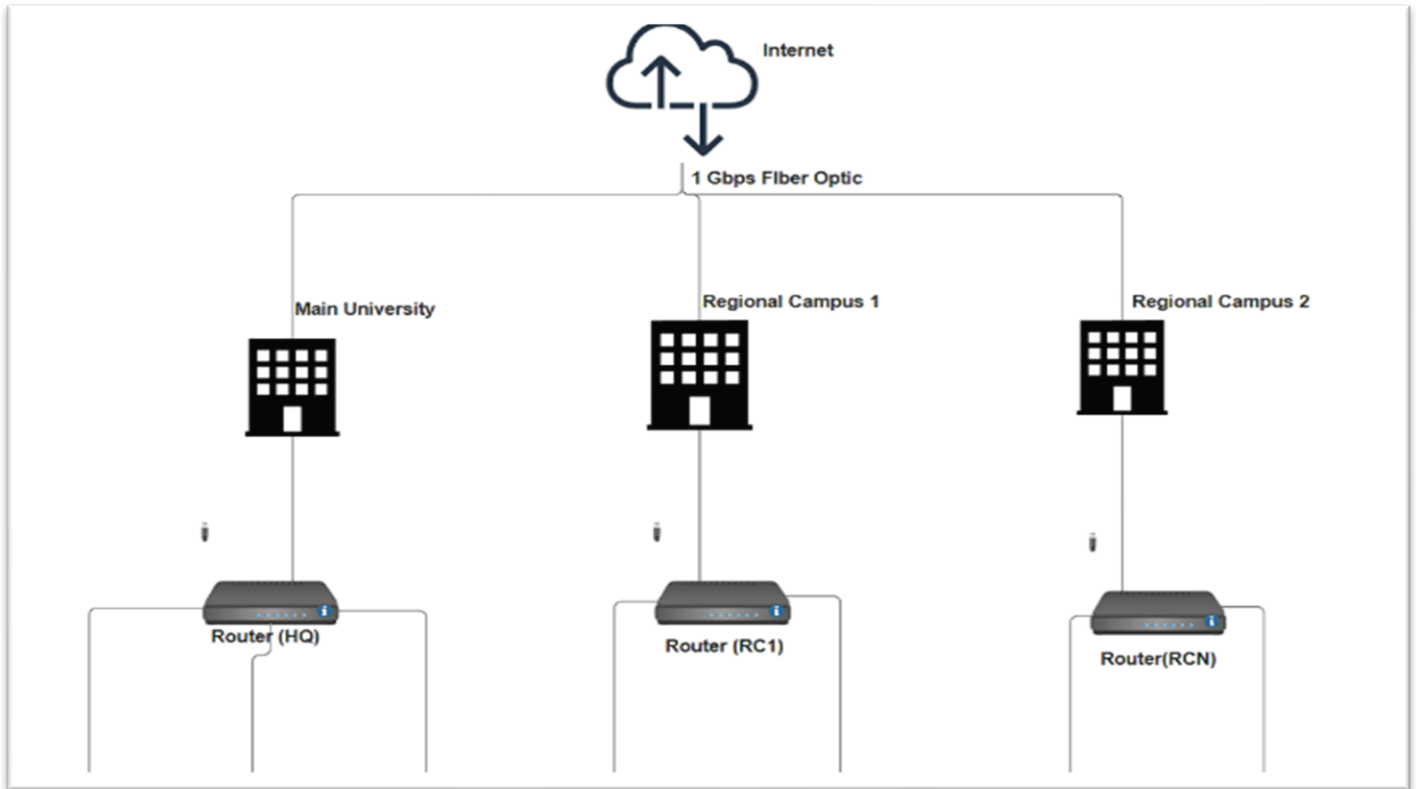 Internet
1 Gbps FIber Optic
Main University
Regional Campus 1
Regional Campus 2
Router (HQ)
Router (RC1)
Router(RCN)